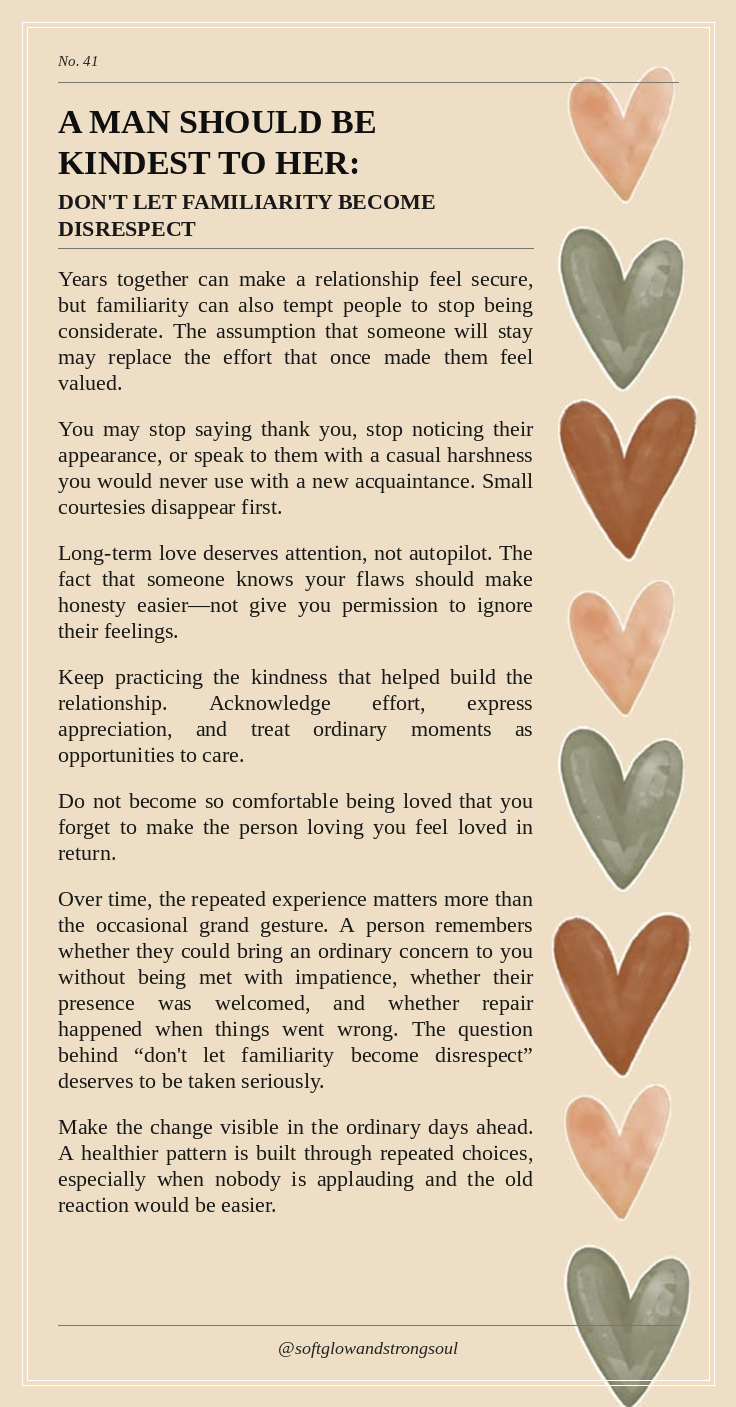 No. 41
A MAN SHOULD BE
KINDEST TO HER:
DON'T LET FAMILIARITY BECOME
DISRESPECT
Years together can make a relationship feel secure,
but familiarity can also tempt people to stop being
considerate. The assumption that someone will stay
may replace the effort that once made them feel
valued.
You may stop saying thank you, stop noticing their
appearance, or speak to them with a casual harshness
you would never use with a new acquaintance. Small
courtesies disappear first.
Long-term love deserves attention, not autopilot. The
fact that someone knows your flaws should make
honesty easier—not give you permission to ignore
their feelings.
Keep practicing the kindness that helped build the
relationship. Acknowledge effort, express
appreciation, and treat ordinary moments as
opportunities to care.
Do not become so comfortable being loved that you
forget to make the person loving you feel loved in
return.
Over time, the repeated experience matters more than
the occasional grand gesture. A person remembers
whether they could bring an ordinary concern to you
without being met with impatience, whether their
presence was welcomed, and whether repair
happened when things went wrong. The question
behind “don't let familiarity become disrespect”
deserves to be taken seriously.
Make the change visible in the ordinary days ahead.
A healthier pattern is built through repeated choices,
especially when nobody is applauding and the old
reaction would be easier.
@softglowandstrongsoul